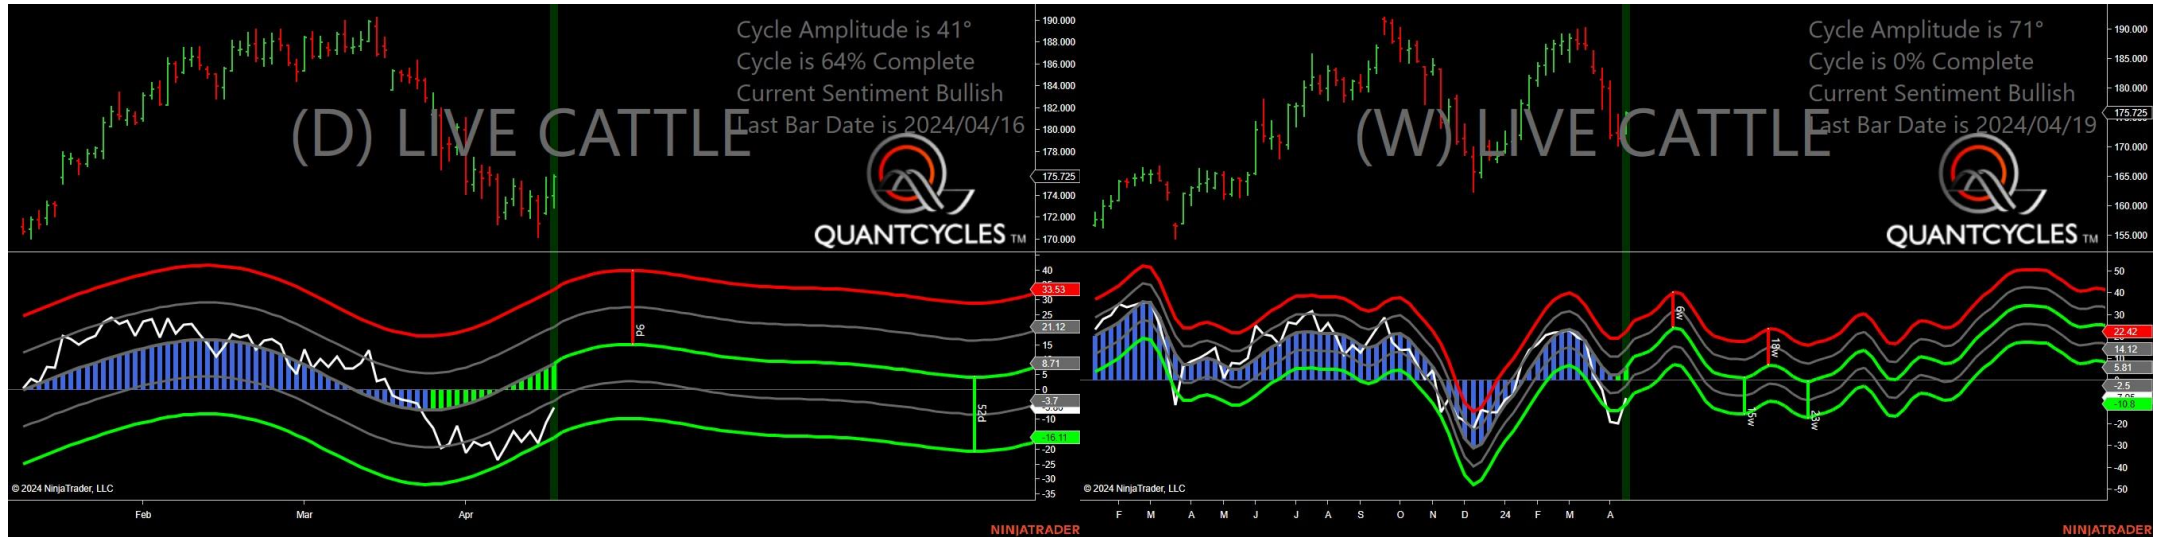 Cycle Amplitude is 41°
Cycle is 64% Complete
Current Sentiment Bullish
Last Bar Date is 2024/04/16
(D) LIVE CATTLE
QUANTCYCLES TM
190.000
188.000
186.000
184.000
182.000
180.000
178.000
175.725
174.000
172.000
170.000
40
33.53
30
25
21.12
15
8.71
5
0
-3.7
-10
-16.11
-20
-25
-30
-35
9d
52d
© 2024 NinjaTrader, LLC
Feb
Mar
Apr
NINJATRADER
Cycle Amplitude is 71°
Cycle is 0% Complete
Current Sentiment Bullish
Last Bar Date is 2024/04/19
(W) LIVE CATTLE
QUANTCYCLES TM
190.000
185.000
180.000
175.725
170.000
165.000
160.000
155.000
50
40
30
22.42
14.12
5.81
-2.5
-10.8
-20
-30
-40
-50
6w
18w
15w
23w
© 2024 NinjaTrader, LLC
F
M
A
M
J
J
A
S
O
N
D
24
F
M
A
NINJATRADER